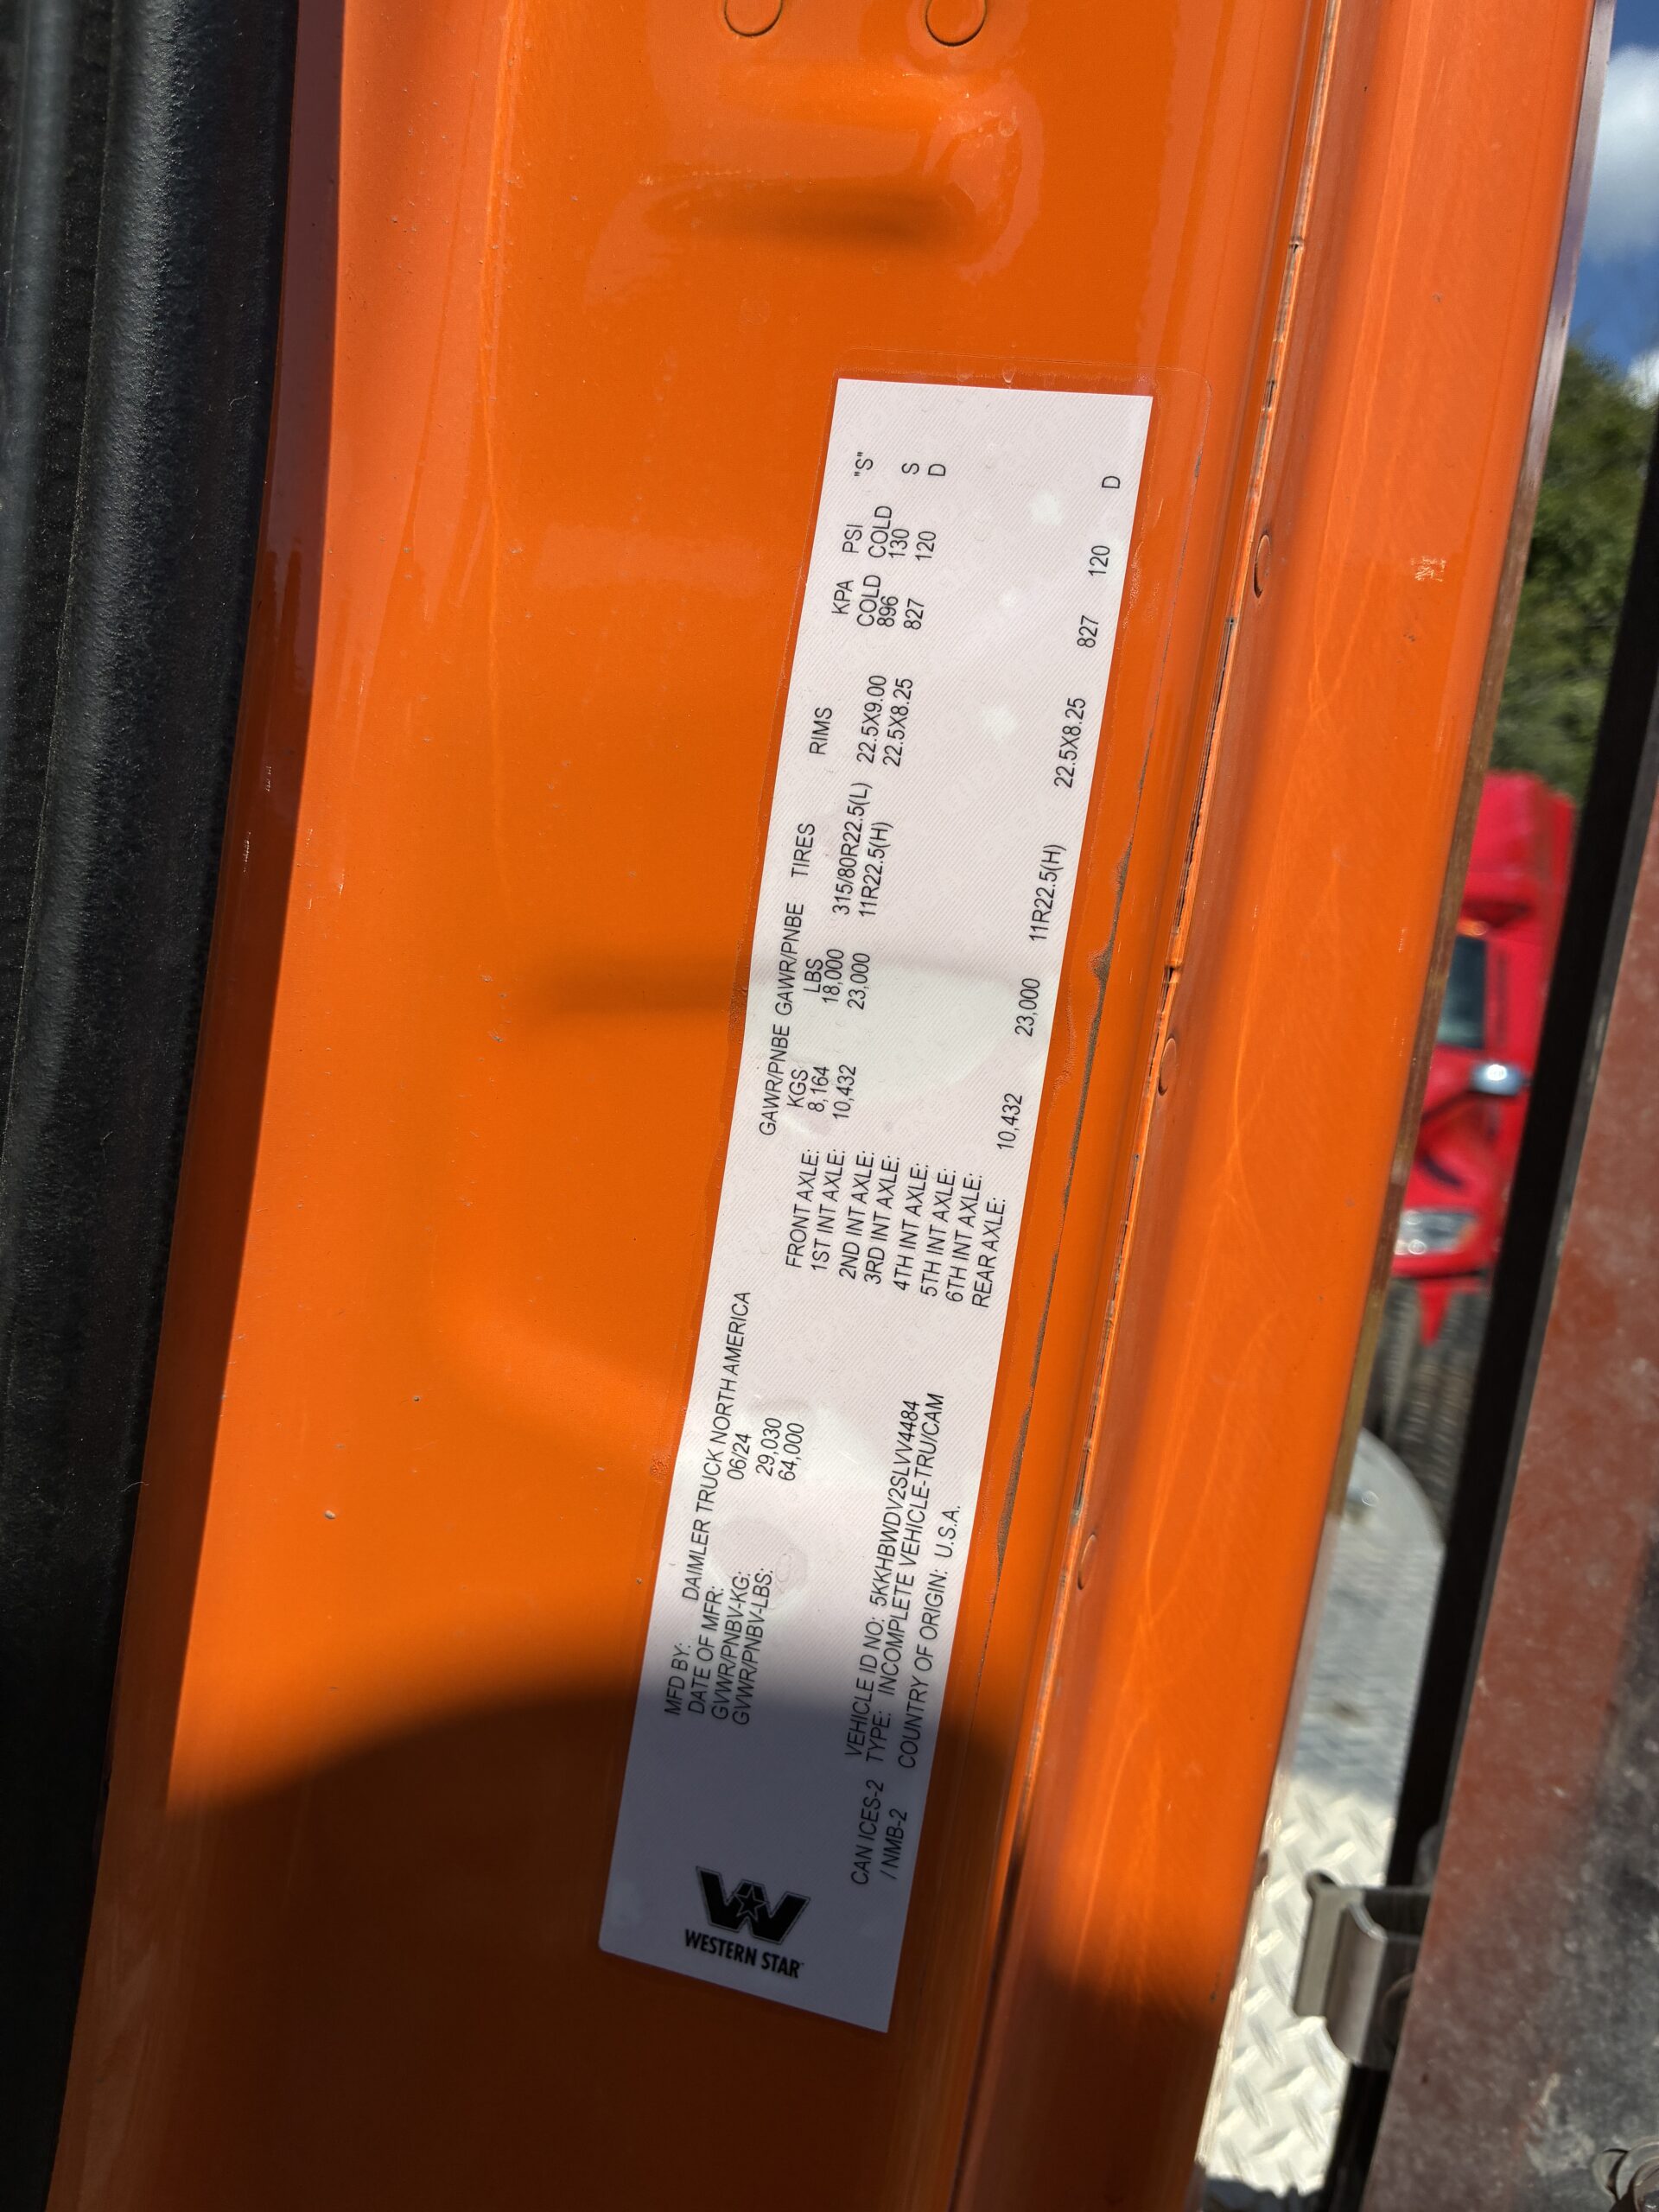 MFD BY: DAIMLER TRUCK NORTH AMERICA
DATE OF MFR: 06/24
GVWR/PNBV-KG: 29,030
GVWR/PNBV-LBS: 64,000
GAWR/PNBE GAWR/PNBE TIRES RIMS KPA PSI "S"
KGS LBS COLD COLD
FRONT AXLE: 8,164 18,000 315/80R22.5(L) 22.5X9.00 896 130 S
1ST INT AXLE: 10,432 23,000 11R22.5(H) 22.5X8.25 827 120 D
2ND INT AXLE:
3RD INT AXLE:
4TH INT AXLE:
5TH INT AXLE:
6TH INT AXLE:
REAR AXLE: 10,432 23,000 11R22.5(H) 22.5X8.25 827 120 D
WESTERN STAR
CAN ICES-2 VEHICLE ID NO: 5KKHBWDV2SLVV4484
/ NMB-2 TYPE: INCOMPLETE VEHICLE-TRU/CAM
COUNTRY OF ORIGIN: U.S.A.